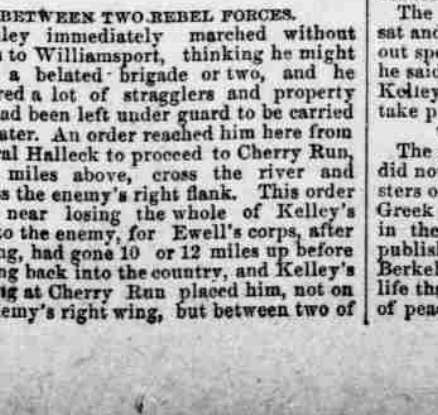 BETWEEN TWO REBEL FORCES.
ley immediately marched without
to Williamsport, thinking he might
a belated brigade or two, and he
red a lot of stragglers and property
ad been left under guard to be carried
ater. An order reached him here from
al Halleck to proceed to Cherry Run,
miles above, cross the river and
s the enemy's right flank. This order
near losing the whole of Kelley's
to the enemy, for Ewell's corps, after
ng, had gone 10 or 12 miles up before
ng back into the country, and Kelley's
g at Cherry Run placed him, not on
emy's right wing, but between two of
The
sat and
out spe
he said
Kelley
take p
The
did no
sters o
Greek
in the
publis
Berkel
life tha
of pea